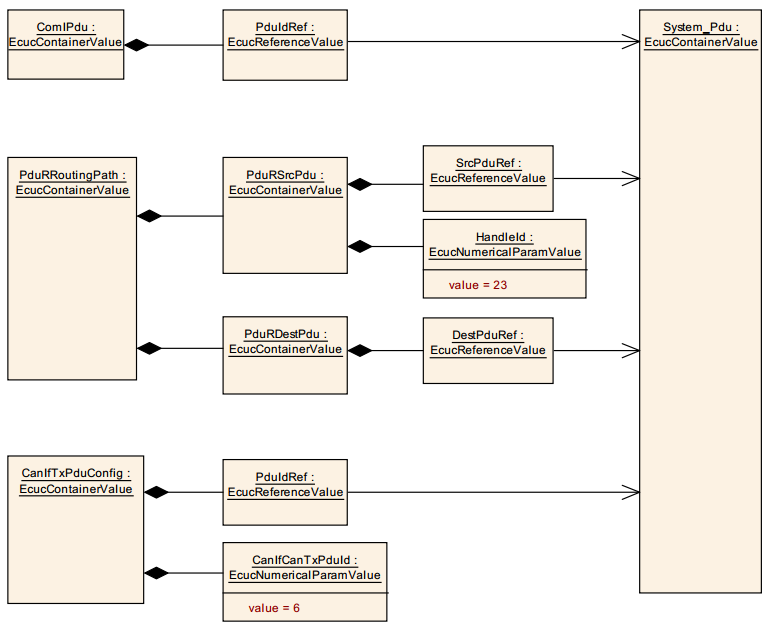 ComIPdu :
EcucContainerValue
PduIdRef :
EcucReferenceValue
System_Pdu :
EcucContainerValue
PduRRoutingPath :
EcucContainerValue
PduRSrcPdu :
EcucContainerValue
SrcPduRef :
EcucReferenceValue
HandleId :
EcucNumericalParamValue
value = 23
PduRDestPdu :
EcucContainerValue
DestPduRef :
EcucReferenceValue
CanIfTxPduConfig :
EcucContainerValue
PduIdRef :
EcucReferenceValue
CanIfCanTxPduId :
EcucNumericalParamValue
value = 6